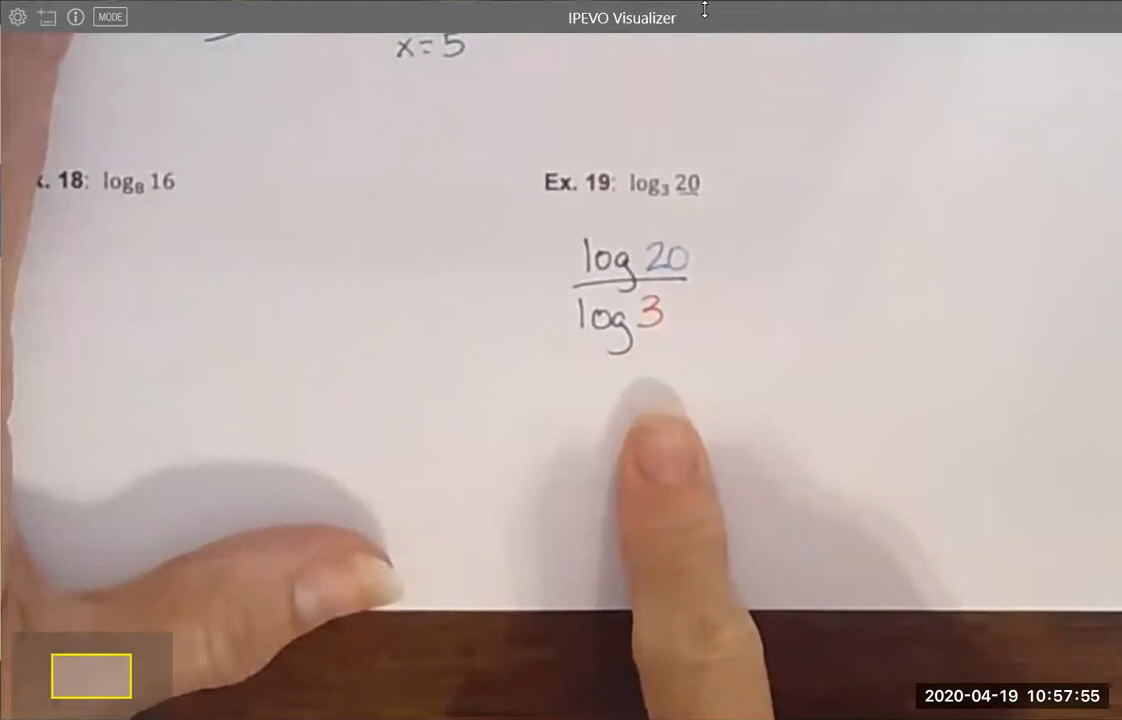 MODE
IPEVO Visualizer
x=5
. 18: log₈ 16
Ex. 19: log₃ 20
log 20
log 3
2020-04-19 10:57:55